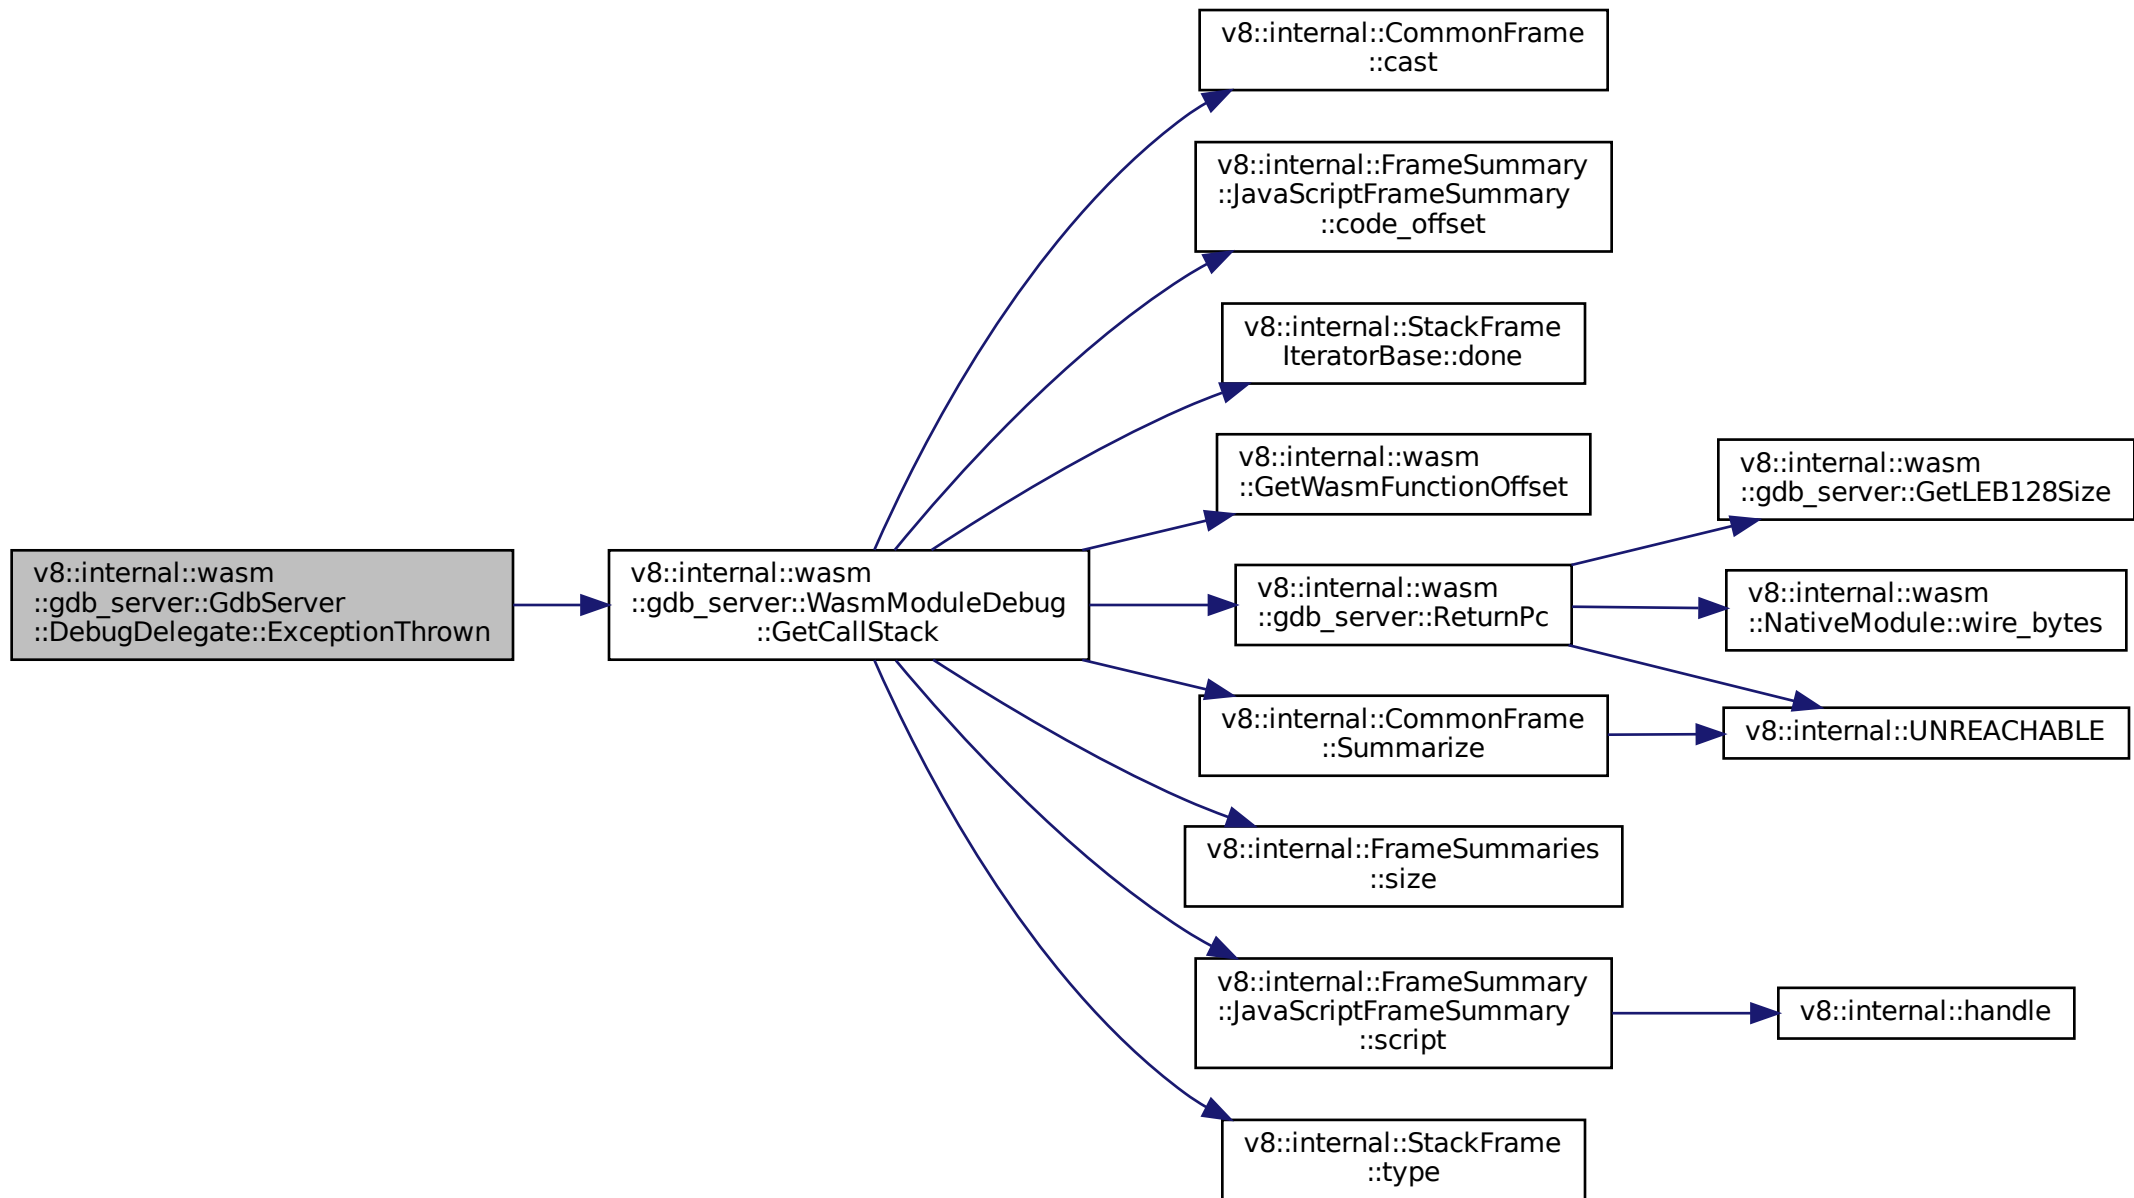 v8::internal::CommonFrame
::cast
v8::internal::FrameSummary
::JavaScriptFrameSummary
::code_offset
v8::internal::StackFrame
IteratorBase::done
v8::internal::wasm
::GetWasmFunctionOffset
v8::internal::wasm
::gdb_server::GetLEB128Size
v8::internal::wasm
::gdb_server::GdbServer
::DebugDelegate::ExceptionThrown
v8::internal::wasm
::gdb_server::WasmModuleDebug
::GetCallStack
v8::internal::wasm
::gdb_server::ReturnPc
v8::internal::wasm
::NativeModule::wire_bytes
v8::internal::CommonFrame
::Summarize
v8::internal::UNREACHABLE
v8::internal::FrameSummaries
::size
v8::internal::FrameSummary
::JavaScriptFrameSummary
::script
v8::internal::handle
v8::internal::StackFrame
::type